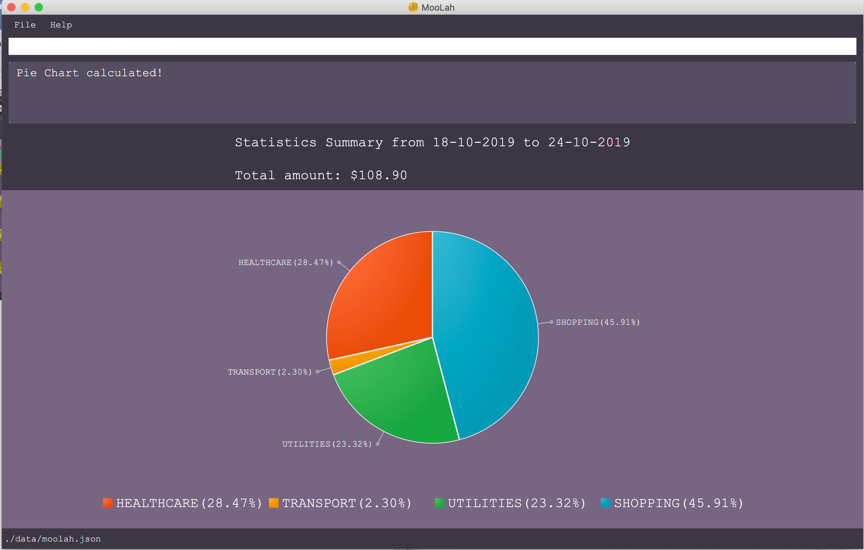 MooLah
File Help
Pie Chart calculated!
Statistics Summary from 18-10-2019 to 24-10-2019
Total amount: $108.90
HEALTHCARE(28.47%)
SHOPPING(45.91%)
TRANSPORT(2.30%)
UTILITIES(23.32%)
HEALTHCARE(28.47%) TRANSPORT(2.30%) UTILITIES(23.32%) SHOPPING(45.91%)
./data/moolah.json